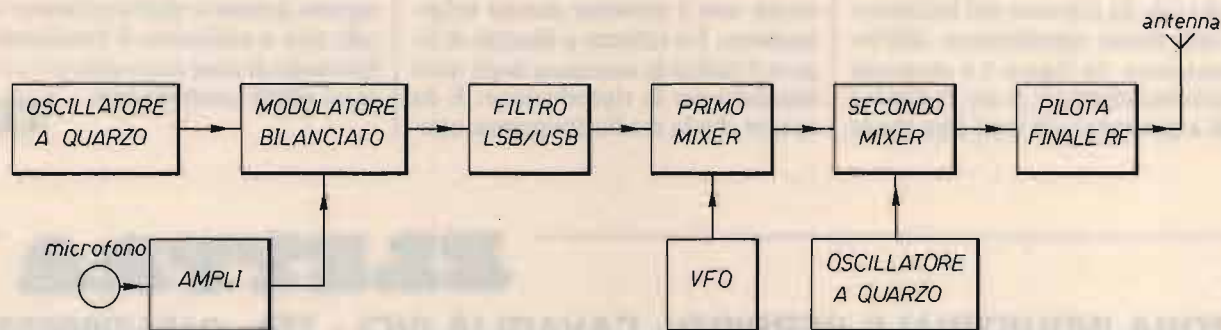 antenna
OSCILLATORE
A QUARZO
MODULATORE
BILANCIATO
FILTRO
LSB/USB
PRIMO
MIXER
SECONDO
MIXER
PILOTA
FINALE RF
microfono
AMPLI
VFO
OSCILLATORE
A QUARZO